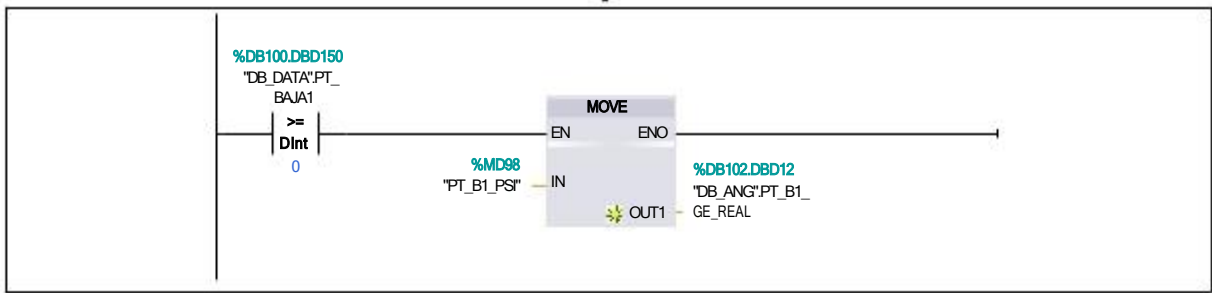 %DB100.DBD150
"DB_DATA".PT_
BAJA1
>=
DInt
0
MOVE
EN ENO
%MD98
"PT_B1_PSI" IN
OUT1
%DB102.DBD12
"DB_ANG".PT_B1_
GE_REAL